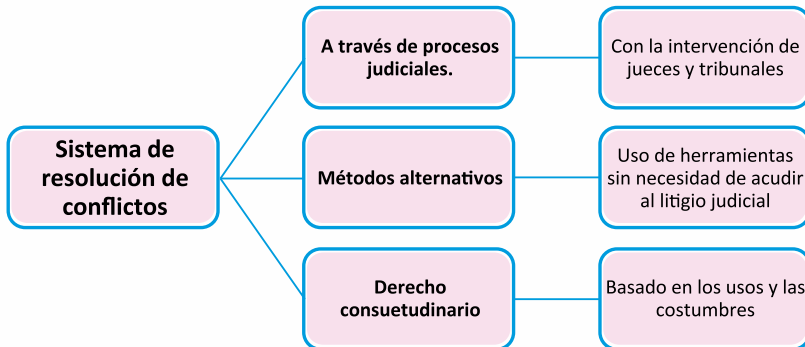 Sistema de
resolución de
conflictos
A través de procesos
judiciales.
Con la intervención de
jueces y tribunales
Métodos alternativos
Uso de herramientas
sin necesidad de acudir
al litigio judicial
Derecho
consuetudinario
Basado en los usos y las
costumbres